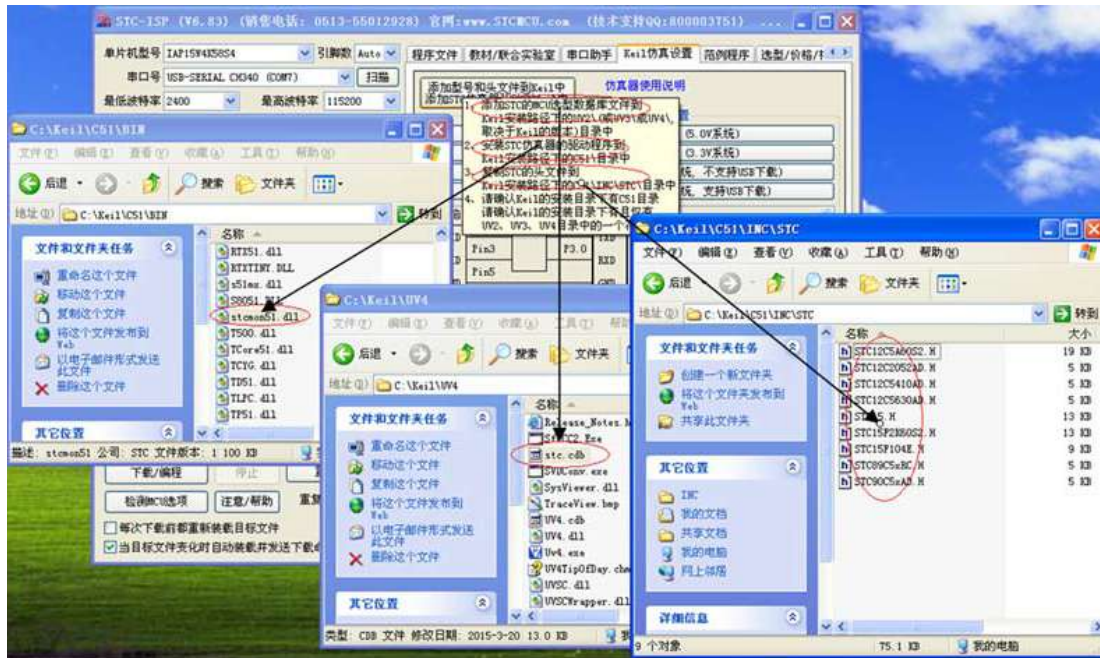 STC-ISP (V6.83) (销售电话: 0513-55012928) 官网:www.STCMCU.com (技术支持QQ:800003751) ...
单片机型号 IAP15W4K58S4 引脚数 Auto
程序文件 教材/联合实验室 串口助手 Keil仿真设置 范例程序 选型/价格/
串口号 USB-SERIAL CH340 (COM7) 扫描
最低波特率 2400 最高波特率 115200
添加型号和头文件到Keil中
仿真器使用说明
1、添加STC的MCU选型数据库文件到
Keil安装路径下的UV2\(或UV3\或UV4\,
取决于Keil的版本)目录中
2、安装STC仿真器的驱动程序到
Keil安装路径下的C51\目录中
3、复制STC的头文件到
Keil安装路径下的C51\INC\STC\目录中
4、请确认Keil的安装目录下有C51目录
请确认Keil的安装目录下有且仅有
UV2、UV3、UV4目录中的一个
(5.0V系统)
(3.3V系统)
不支持USB下载)
支持USB下载)
Pin3 P3.0 TXD
Pin5 RXD
GND
C:\Keil\C51\BIN
文件(F) 编辑(E) 查看(V) 收藏(A) 工具(T) 帮助(H)
后退 搜索 文件夹
地址(D) C:\Keil\C51\BIN 转到
文件和文件夹任务
重命名这个文件
移动这个文件
复制这个文件
将这个文件发布到
Web
以电子邮件形式发送
此文件
删除这个文件
其它位置
名称
RTX51.dll
RTXTINY.DLL
s51mx.dll
S8051.DLL
stcmon51.dll
T500.dll
TCore51.dll
TCYG.dll
TD51.dll
TLPC.dll
TP51.dll
描述: stcmon51 公司: STC 文件版本: 1 100 KB
下载/编程 停止
检测MCU选项 注意/帮助 重复
每次下载前都重新装载目标文件
当目标文件变化时自动装载并发送下载命
C:\Keil\UV4
文件(F) 编辑(E) 查看(V) 收藏(A) 工具(T) 帮助
后退 搜索 文件夹
地址(D) C:\Keil\UV4
文件和文件夹任务
重命名这个文件
移动这个文件
复制这个文件
将这个文件发布到
Web
以电子邮件形式发送
此文件
删除这个文件
其它位置
名称
Release_Notes.h
stc.cdb
SVDConv.exe
SysViewer.dll
TraceView.bmp
UV4.cdb
UV4.dll
Uv4.exe
UV4TipOfDay.chm
UVSC.dll
UVSCWrapper.dll
类型: CDB 文件 修改日期: 2015-3-20 13.0 KB
C:\Keil\C51\INC\STC
文件(F) 编辑(E) 查看(V) 收藏(A) 工具(T) 帮助(H)
后退 搜索 文件夹
地址(D) C:\Keil\C51\INC\STC 转到
文件和文件夹任务
创建一个新文件夹
将这个文件夹发布到
Web
共享此文件夹
其它位置
INC
我的文档
共享文档
我的电脑
网上邻居
详细信息
名称 大小
STC12C5A60S2.H 19 KB
STC12C2052AD.H 5 KB
STC12C5410AD.H 5 KB
STC12C5630AD.H 5 KB
13 KB
STC15F2K60S2.H 13 KB
STC15F104E.H 9 KB
STC89C5xRC.H 5 KB
STC90C5xAD.H 5 KB
9 个对象 75.1 KB 我的电脑